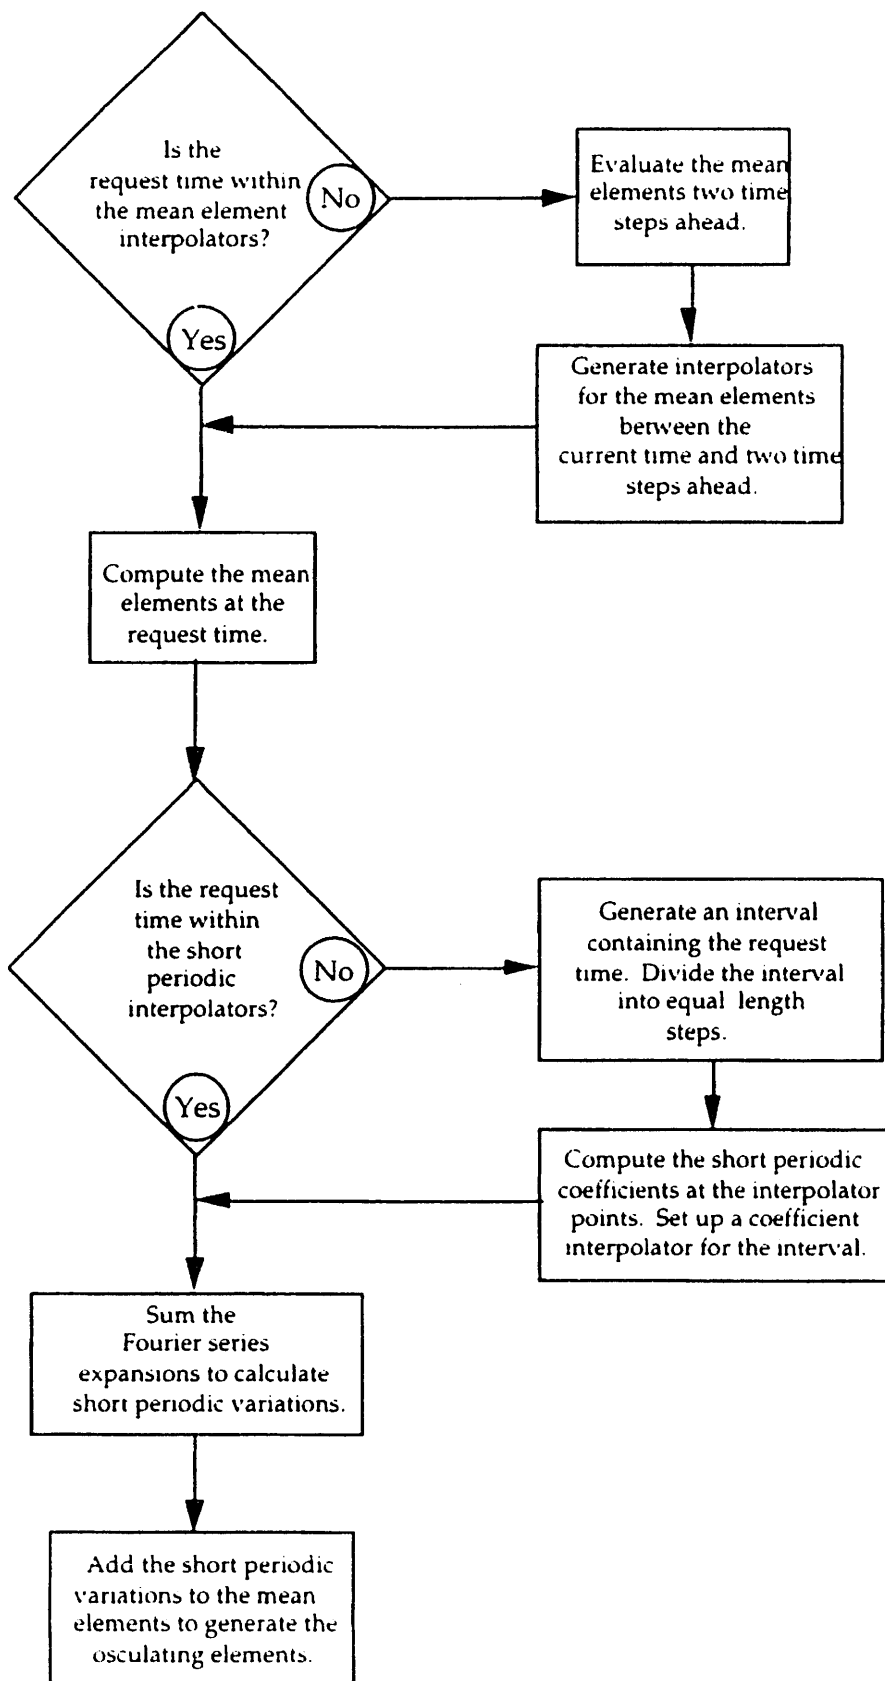 Is the
request time within
the mean element
interpolators?
No
Yes
Evaluate the mean
elements two time
steps ahead.
Generate interpolators
for the mean elements
between the
current time and two time
steps ahead.
Compute the mean
elements at the
request time.
Is the request
time within
the short
periodic
interpolators?
No
Yes
Generate an interval
containing the request
time. Divide the interval
into equal length
steps.
Compute the short periodic
coefficients at the interpolator
points. Set up a coefficient
interpolator for the interval.
Sum the
Fourier series
expansions to calculate
short periodic variations.
Add the short periodic
variations to the mean
elements to generate the
osculating elements.